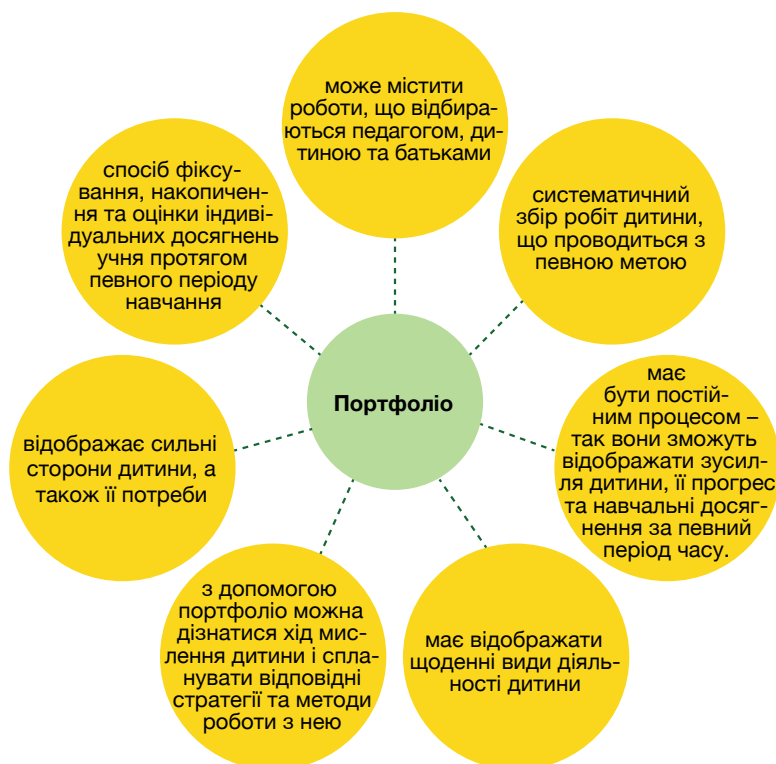 може містити
роботи, що відбира-
ються педагогом, ди-
тиною та батьками
систематичний
збір робіт дитини,
що проводиться з
певною метою
має
бути постій-
ним процесом –
так вони зможуть
відображати зусил-
ля дитини, її прогрес
та навчальні досяг-
нення за певний
період часу.
має відображати
щоденні види діяль-
ності дитини
з допомогою
портфоліо можна
дізнатися хід мис-
лення дитини і спла-
нувати відповідні
стратегії та методи
роботи з нею
відображає сильні
сторони дитини, а
також її потреби
спосіб фіксу-
вання, накопичен-
ня та оцінки індиві-
дуальних досягнень
учня протягом
певного періоду
навчання
Портфоліо